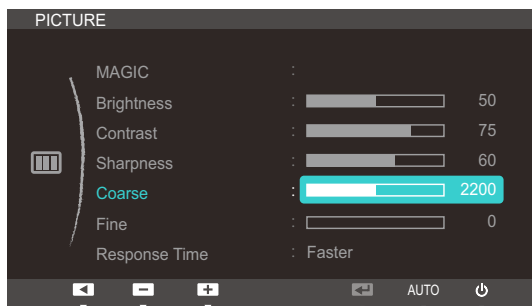 PICTURE
MAGIC :
Brightness : 50
Contrast : 75
Sharpness : 60
Coarse : 2200
Fine : 0
Response Time : Faster
AUTO